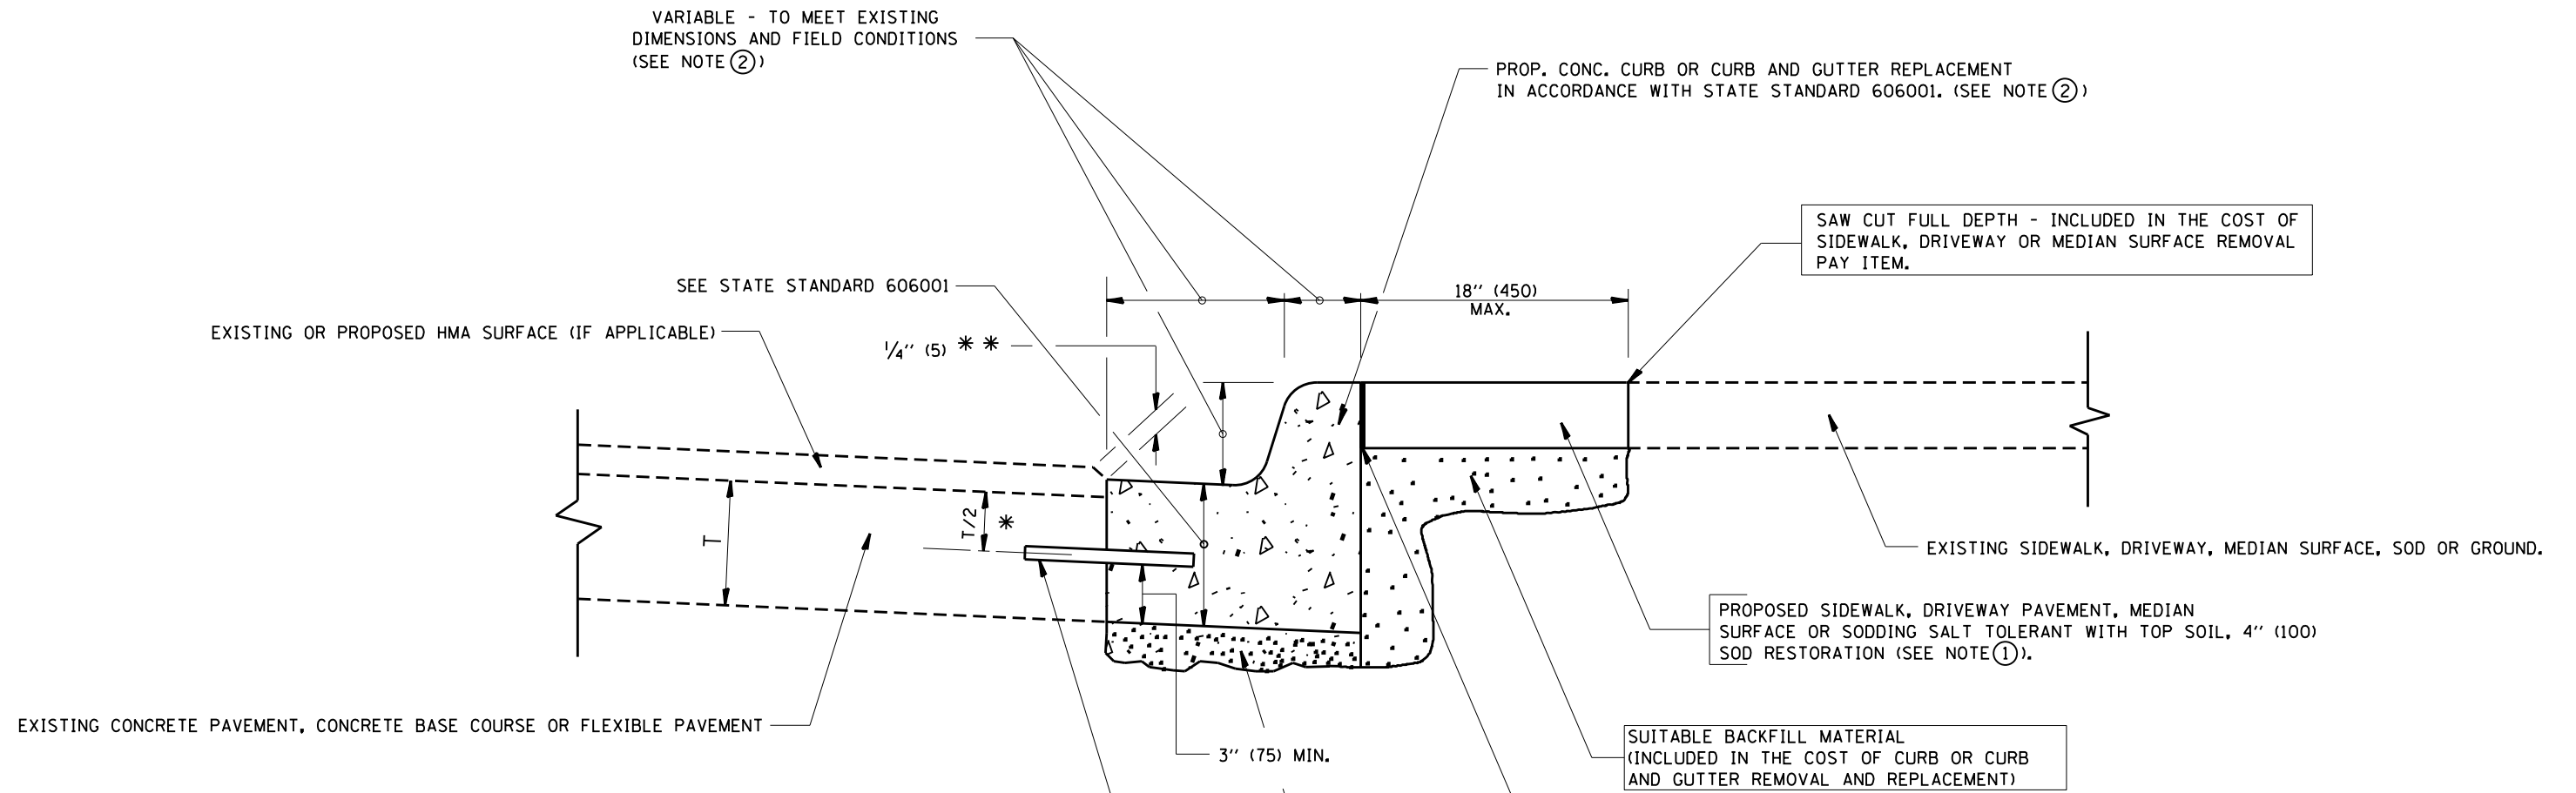 VARIABLE - TO MEET EXISTING
DIMENSIONS AND FIELD CONDITIONS
(SEE NOTE 2)
PROP. CONC. CURB OR CURB AND GUTTER REPLACEMENT
IN ACCORDANCE WITH STATE STANDARD 606001. (SEE NOTE 2)
SAW CUT FULL DEPTH - INCLUDED IN THE COST OF
SIDEWALK, DRIVEWAY OR MEDIAN SURFACE REMOVAL
PAY ITEM.
SEE STATE STANDARD 606001
18'' (450)
MAX.
EXISTING OR PROPOSED HMA SURFACE (IF APPLICABLE)
1/4'' (5) * *
T
T/2
*
EXISTING SIDEWALK, DRIVEWAY, MEDIAN SURFACE, SOD OR GROUND.
PROPOSED SIDEWALK, DRIVEWAY PAVEMENT, MEDIAN
SURFACE OR SODDING SALT TOLERANT WITH TOP SOIL, 4'' (100)
SOD RESTORATION (SEE NOTE 1).
EXISTING CONCRETE PAVEMENT, CONCRETE BASE COURSE OR FLEXIBLE PAVEMENT
3'' (75) MIN.
SUITABLE BACKFILL MATERIAL
(INCLUDED IN THE COST OF CURB OR CURB
AND GUTTER REMOVAL AND REPLACEMENT)